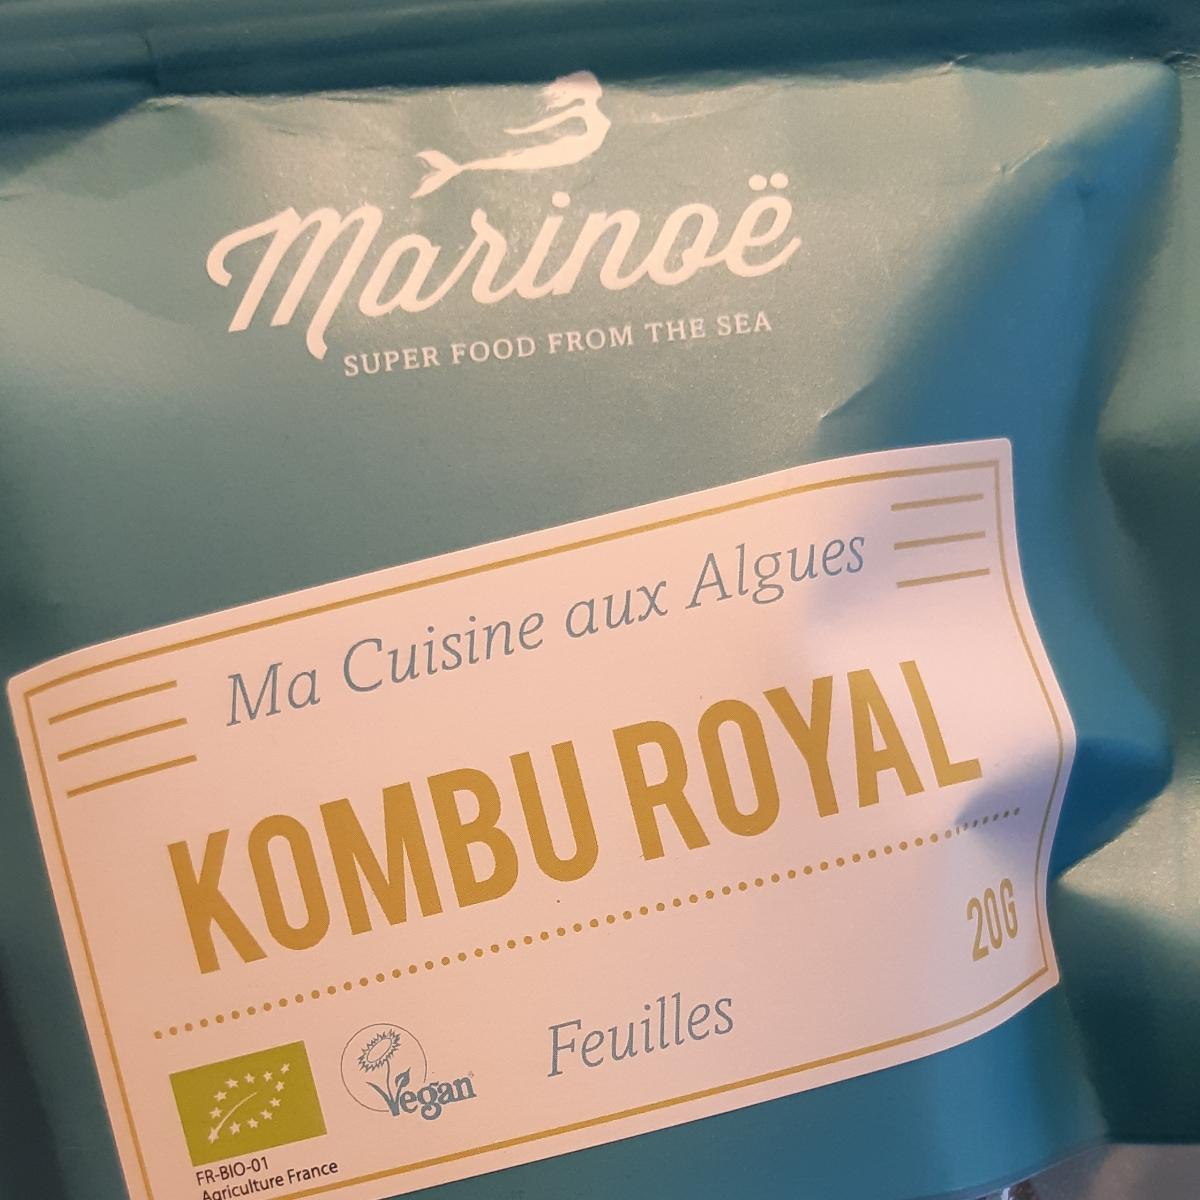 Marinoë
SUPER FOOD FROM THE SEA
Ma Cuisine aux Algues
KOMBU ROYAL
20G
Feuilles
Vegan
FR-BIO-01
Agriculture France